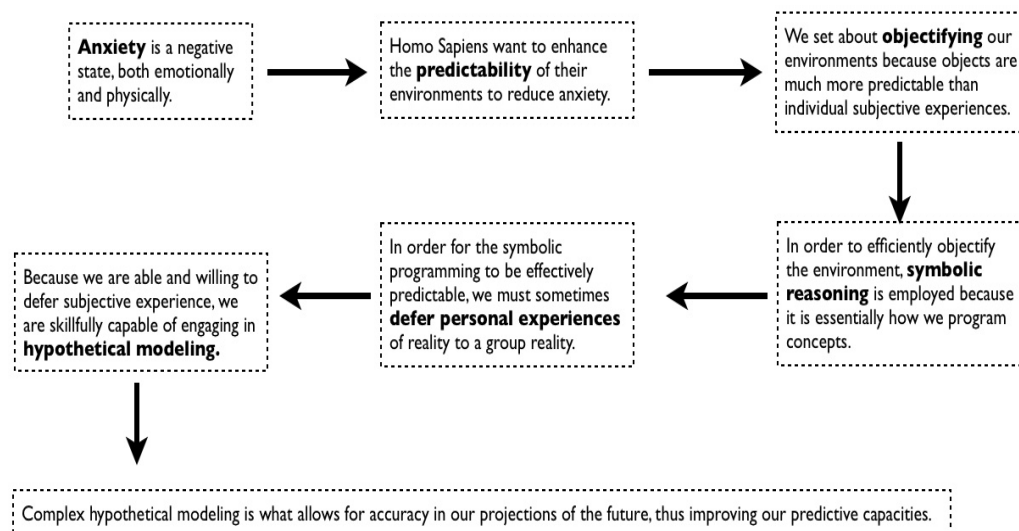 Anxiety is a negative
state, both emotionally
and physically.
Homo Sapiens want to enhance
the predictability of their
environments to reduce anxiety.
We set about objectifying our
environments because objects are
much more predictable than
individual subjective experiences.
In order to efficiently objectify
the environment, symbolic
reasoning is employed because
it is essentially how we program
concepts.
In order for the symbolic
programming to be effectively
predictable, we must sometimes
defer personal experiences
of reality to a group reality.
Because we are able and willing to
defer subjective experience, we
are skillfully capable of engaging in
hypothetical modeling.
Complex hypothetical modeling is what allows for accuracy in our projections of the future, thus improving our predictive capacities.